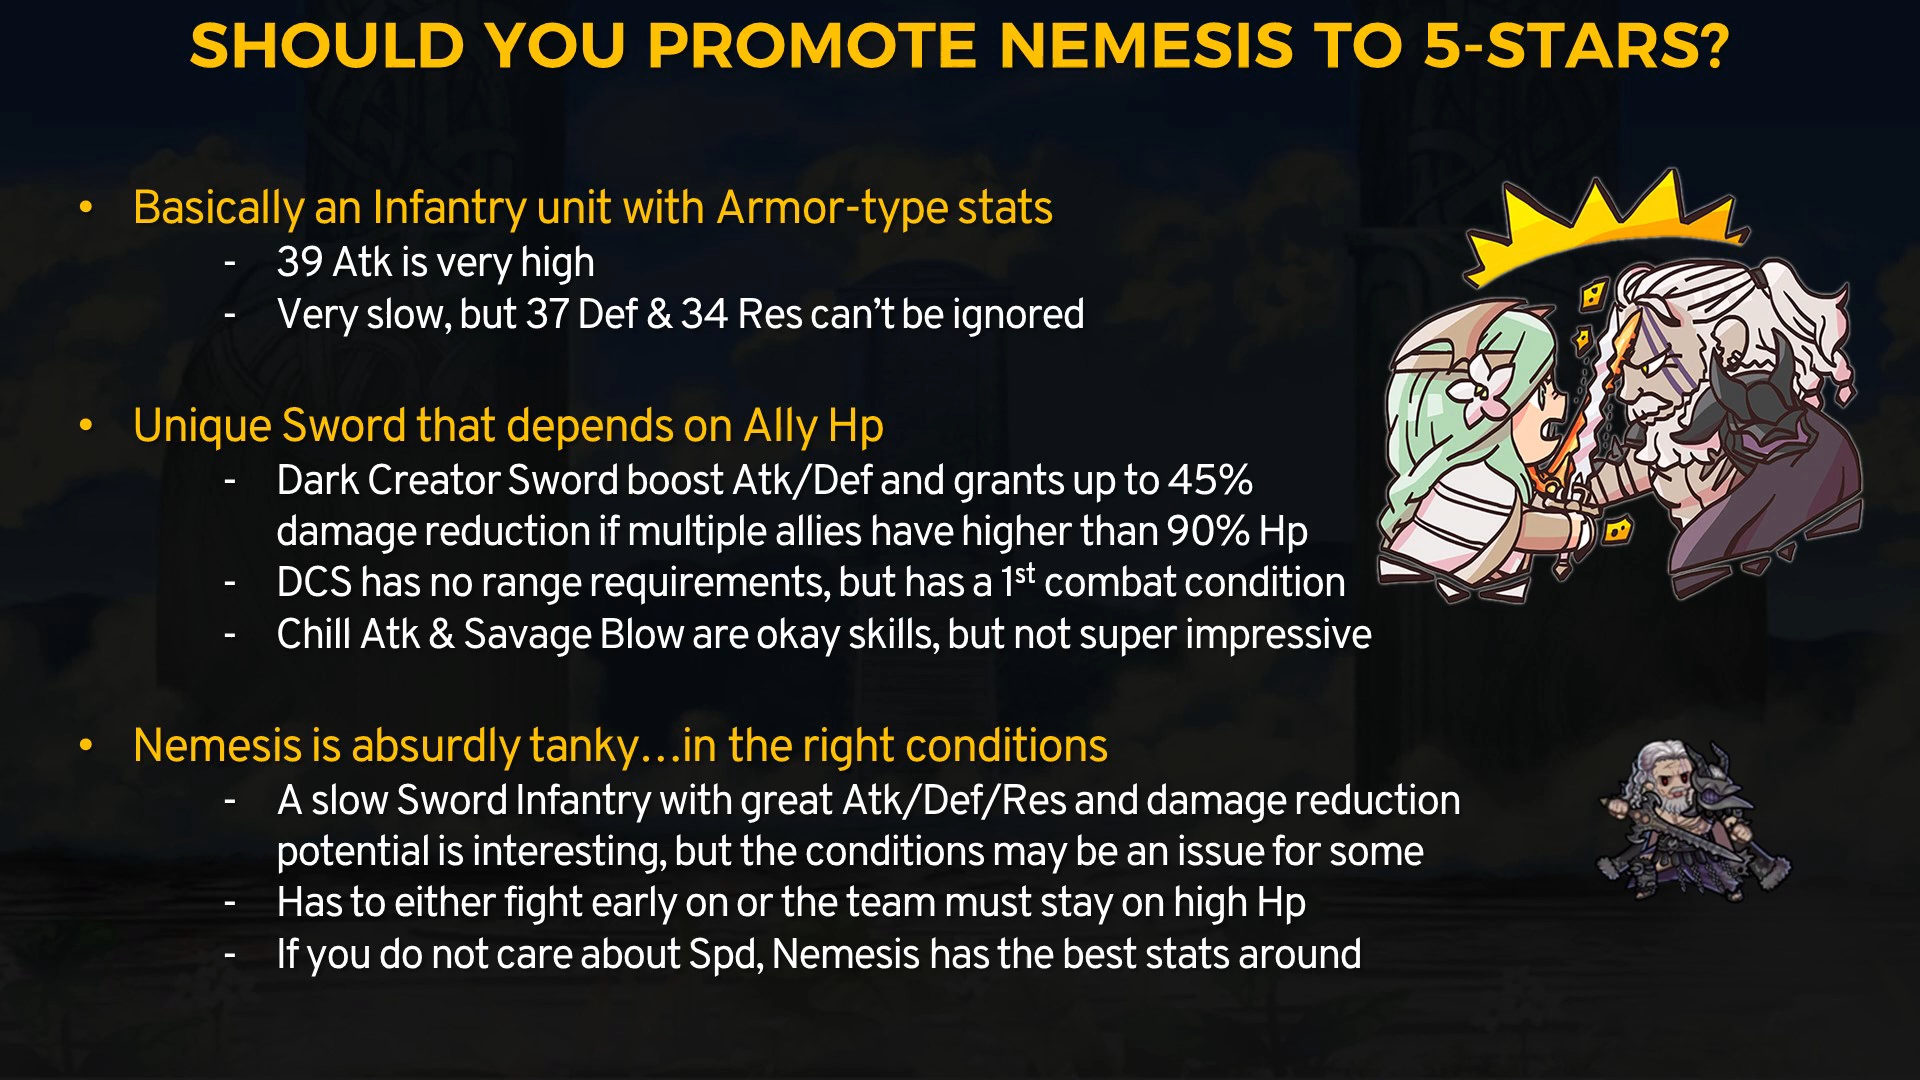 SHOULD YOU PROMOTE NEMESIS TO 5-STARS?
• Basically an Infantry unit with Armor-type stats
- 39 Atk is very high
- Very slow, but 37 Def & 34 Res can't be ignored
• Unique Sword that depends on Ally Hp
- Dark Creator Sword boost Atk/Def and grants up to 45%
damage reduction if multiple allies have higher than 90% Hp
- DCS has no range requirements, but has a 1st combat condition
- Chill Atk & Savage Blow are okay skills, but not super impressive
• Nemesis is absurdly tanky…in the right conditions
- A slow Sword Infantry with great Atk/Def/Res and damage reduction
potential is interesting, but the conditions may be an issue for some
- Has to either fight early on or the team must stay on high Hp
- If you do not care about Spd, Nemesis has the best stats around